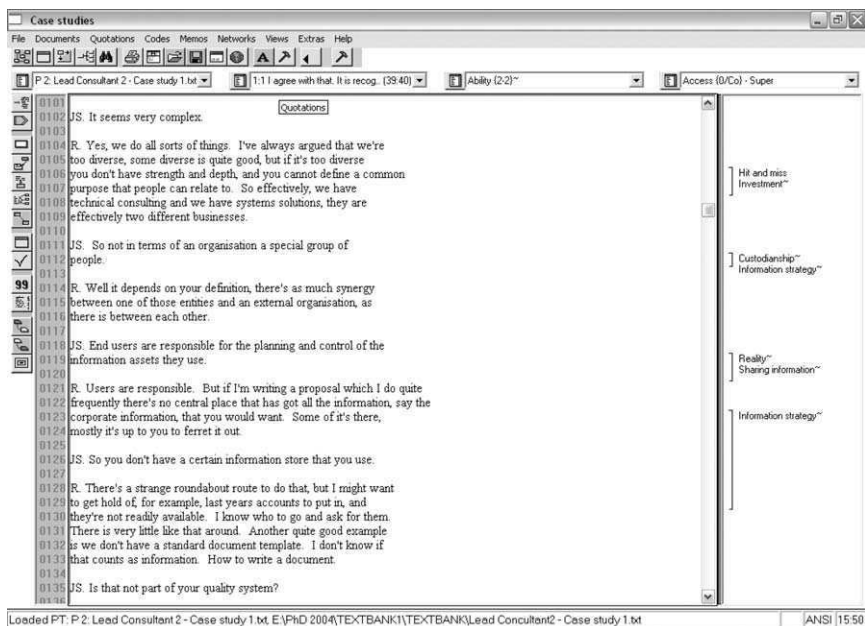 Case studies
File Documents Quotations Codes Memos Networks Views Extras Help
P 2: Lead Consultant 2 - Case study 1.txt 1:1 I agree with that. It is recog.. (39:40) Ability {2-2}~ Access {0/Co} - Super
Quotations
0101
0102 JS. It seems very complex.
0103
0104 R. Yes, we do all sorts of things. I've always argued that we're
0105 too diverse, some diverse is quite good, but if it's too diverse
0106 you don't have strength and depth, and you cannot define a common
0107 purpose that people can relate to. So effectively, we have
0108 technical consulting and we have systems solutions, they are
0109 effectively two different businesses.
0110
0111 JS. So not in terms of an organisation a special group of
0112 people.
0113
0114 R. Well it depends on your definition, there's as much synergy
0115 between one of those entities and an external organisation, as
0116 there is between each other.
0117
0118 JS. End users are responsible for the planning and control of the
0119 information assets they use.
0120
0121 R. Users are responsible. But if I'm writing a proposal which I do quite
0122 frequently there's no central place that has got all the information, say the
0123 corporate information, that you would want. Some of it's there,
0124 mostly it's up to you to ferret it out.
0125
0126 JS. So you don't have a certain information store that you use.
0127
0128 R. There's a strange roundabout route to do that, but I might want
0129 to get hold of, for example, last years accounts to put in, and
0130 they're not readily available. I know who to go and ask for them.
0131 There is very little like that around. Another quite good example
0132 is we don't have a standard document template. I don't know if
0133 that counts as information. How to write a document.
0134
0135 JS. Is that not part of your quality system?
0136
Hit and miss
Investment~
Custodianship~
Information strategy~
Reality~
Sharing information~
Information strategy~
A
99
Loaded PT: P 2: Lead Consultant 2 - Case study 1.txt, E:\PhD 2004\TEXTBANK1\TEXTBANK\Lead Concultant2 - Case study 1.txt ANSI 15:50